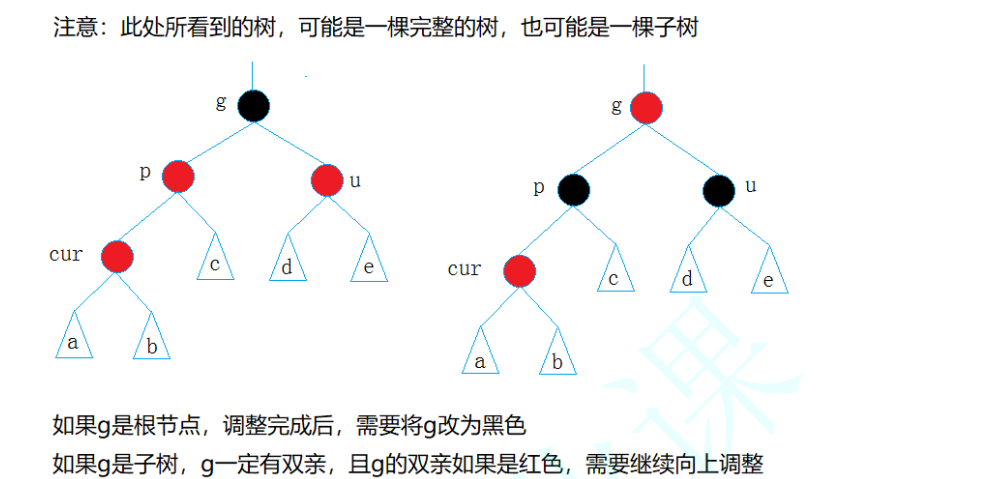 注意：此处所看到的树，可能是一棵完整的树，也可能是一棵子树
g g
p u p u
cur cur
c d e c d e
a b a b
课
如果g是根节点，调整完成后，需要将g改为黑色
如果g是子树，g一定有双亲，且g的双亲如果是红色，需要继续向上调整